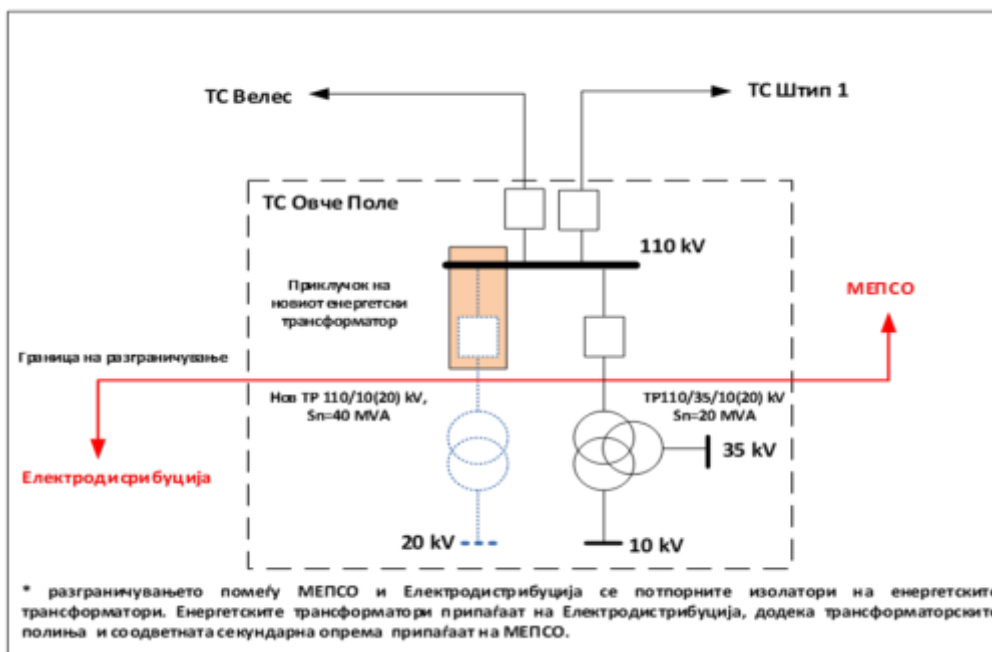 ТС Велес
ТС Штип 1
ТС Овче Поле
110 kV
Приклучок на
новиот енергетски
трансформатор
МЕПСО
Граница на разграничување
Нов ТР 110/10(20) kV,
Sn=40 MVA
ТР110/35/10(20) kV
Sn=20 MVA
35 kV
Електродисрибуција
20 kV
10 kV
* разграничувањето помеѓу МЕПСО и Електродистрибуција се потпорните изолатори на енергетските
трансформатори. Енергетските трансформатори припаѓаат на Електродистрибуција, додека трансформаторските
полиња и соодветната секундарна опрема припаѓаат на МЕПСО.